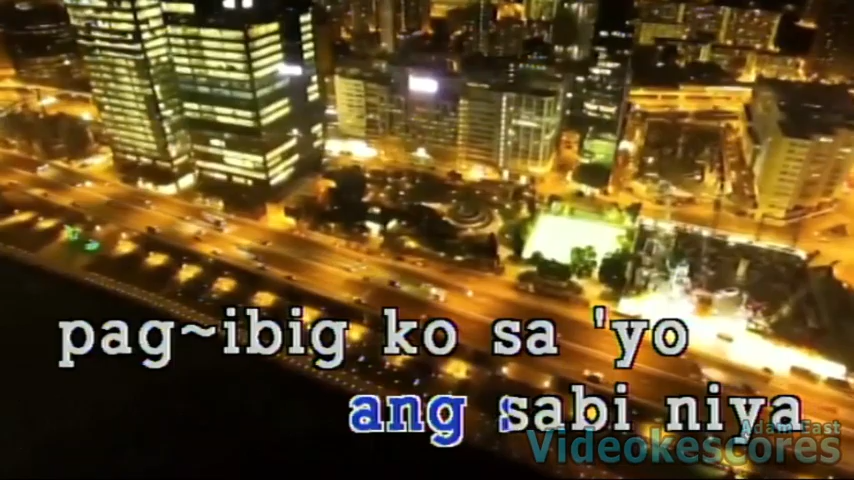 pag~ibig ko sa 'yo
ang sabi niya
Adam East
Videokescores